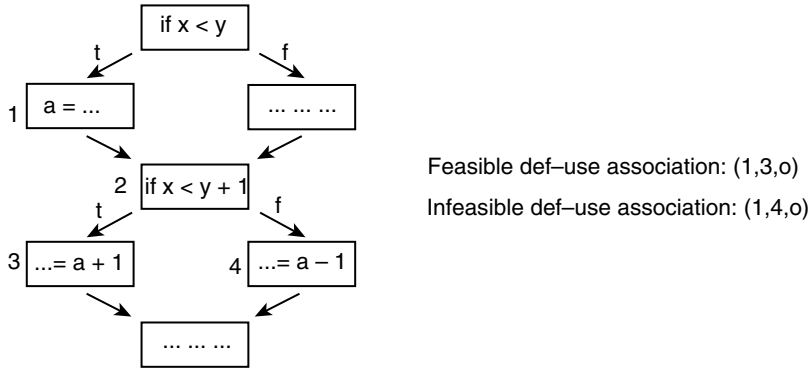 if x < y
t
f
1
a = ...
... ... ...
2
if x < y + 1
t
f
3
...= a + 1
4
...= a – 1
... ... ...
Feasible def–use association: (1,3,o)
Infeasible def–use association: (1,4,o)